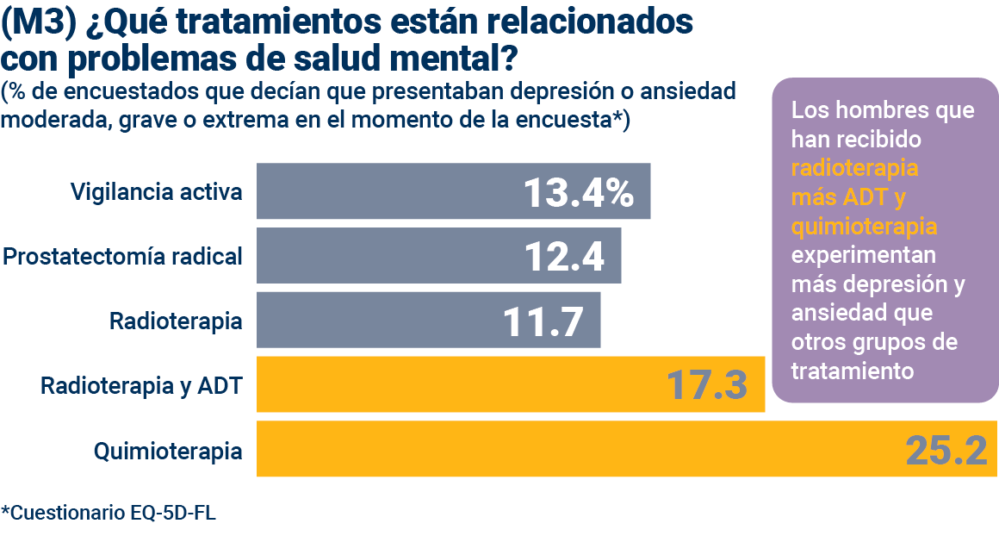 (M3) ¿Qué tratamientos están relacionados
con problemas de salud mental?
(% de encuestados que decían que presentaban depresión o ansiedad
moderada, grave o extrema en el momento de la encuesta*)
Vigilancia activa 13.4%
Prostatectomía radical 12.4
Radioterapia 11.7
Radioterapia y ADT 17.3
Quimioterapia 25.2
Los hombres que
han recibido
radioterapia
más ADT y
quimioterapia
experimentan
más depresión y
ansiedad que
otros grupos de
tratamiento
*Cuestionario EQ-5D-FL